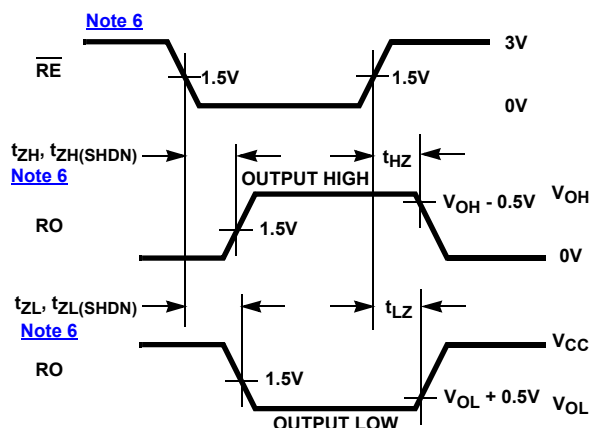 Note 6
3V
RE
1.5V
1.5V
0V
tZH, tZH(SHDN)
Note 6
OUTPUT HIGH
tHZ
VOH - 0.5V
VOH
RO
1.5V
0V
tZL, tZL(SHDN)
Note 6
tLZ
VCC
RO
1.5V
VOL + 0.5V
VOL
OUTPUT LOW